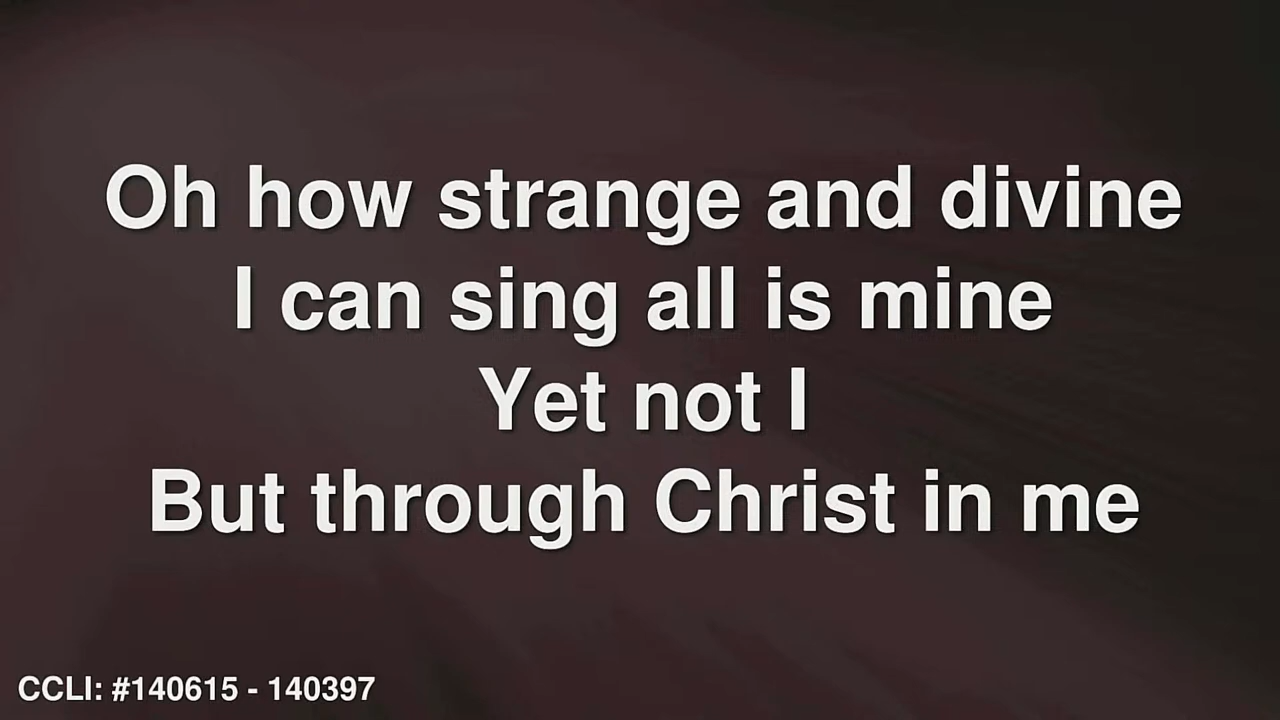 Oh how strange and divine
I can sing all is mine
Yet not I
But through Christ in me
CCLI: #140615 - 140397